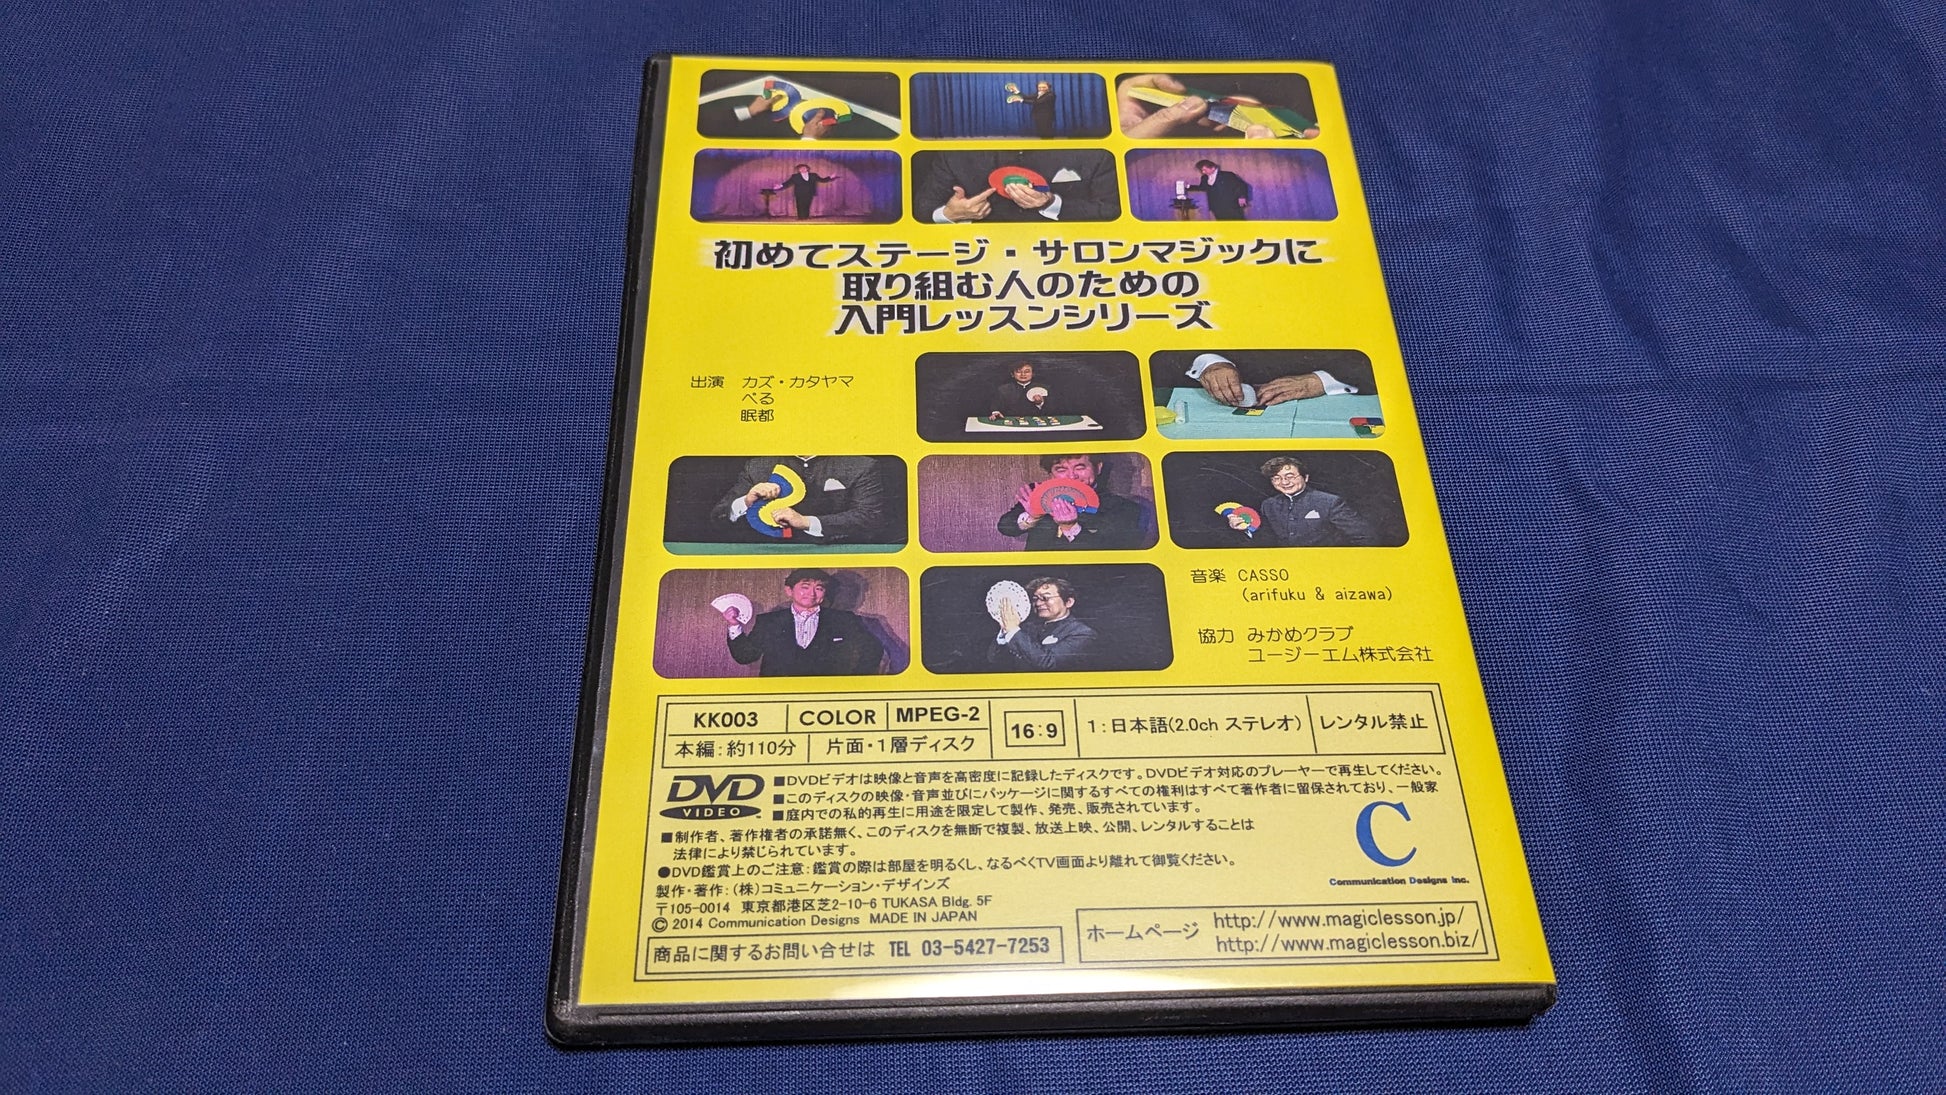 初めてステージ・サロンマジックに
取り組む人のための
入門レッスンシリーズ
出演 カズ・カタヤマ
ぺる
眠都
音楽 CASSO
(arifuku & aizawa)
協力 みかめクラブ
ユージーエム株式会社
KK003 COLOR MPEG-2 16:9 1:日本語(2.0ch ステレオ) レンタル禁止
本編:約110分 片面・1層ディスク
DVD VIDEO
■DVDビデオは映像と音声を高密度に記録したディスクです。DVDビデオ対応のプレーヤーで再生してください。
■このディスクの映像・音声並びにパッケージに関するすべての権利はすべて著作者に留保されており、一般家
■庭内での私的再生に用途を限定して製作、発売、販売されています。
■制作者、著作権者の承諾無く、このディスクを無断で複製、放送上映、公開、レンタルすることは
法律により禁じられています。
●DVD鑑賞上のご注意:鑑賞の際は部屋を明るくし、なるべくTV画面より離れて御覧ください。
製作・著作:(株)コミュニケーション・デザインズ
〒105-0014 東京都港区芝2-10-6 TUKASA Bldg. 5F
© 2014 Communication Designs MADE IN JAPAN
C
Communication Designs Inc.
商品に関するお問い合せは TEL 03-5427-7253
ホームページ http://www.magiclesson.jp/
http://www.magiclesson.biz/